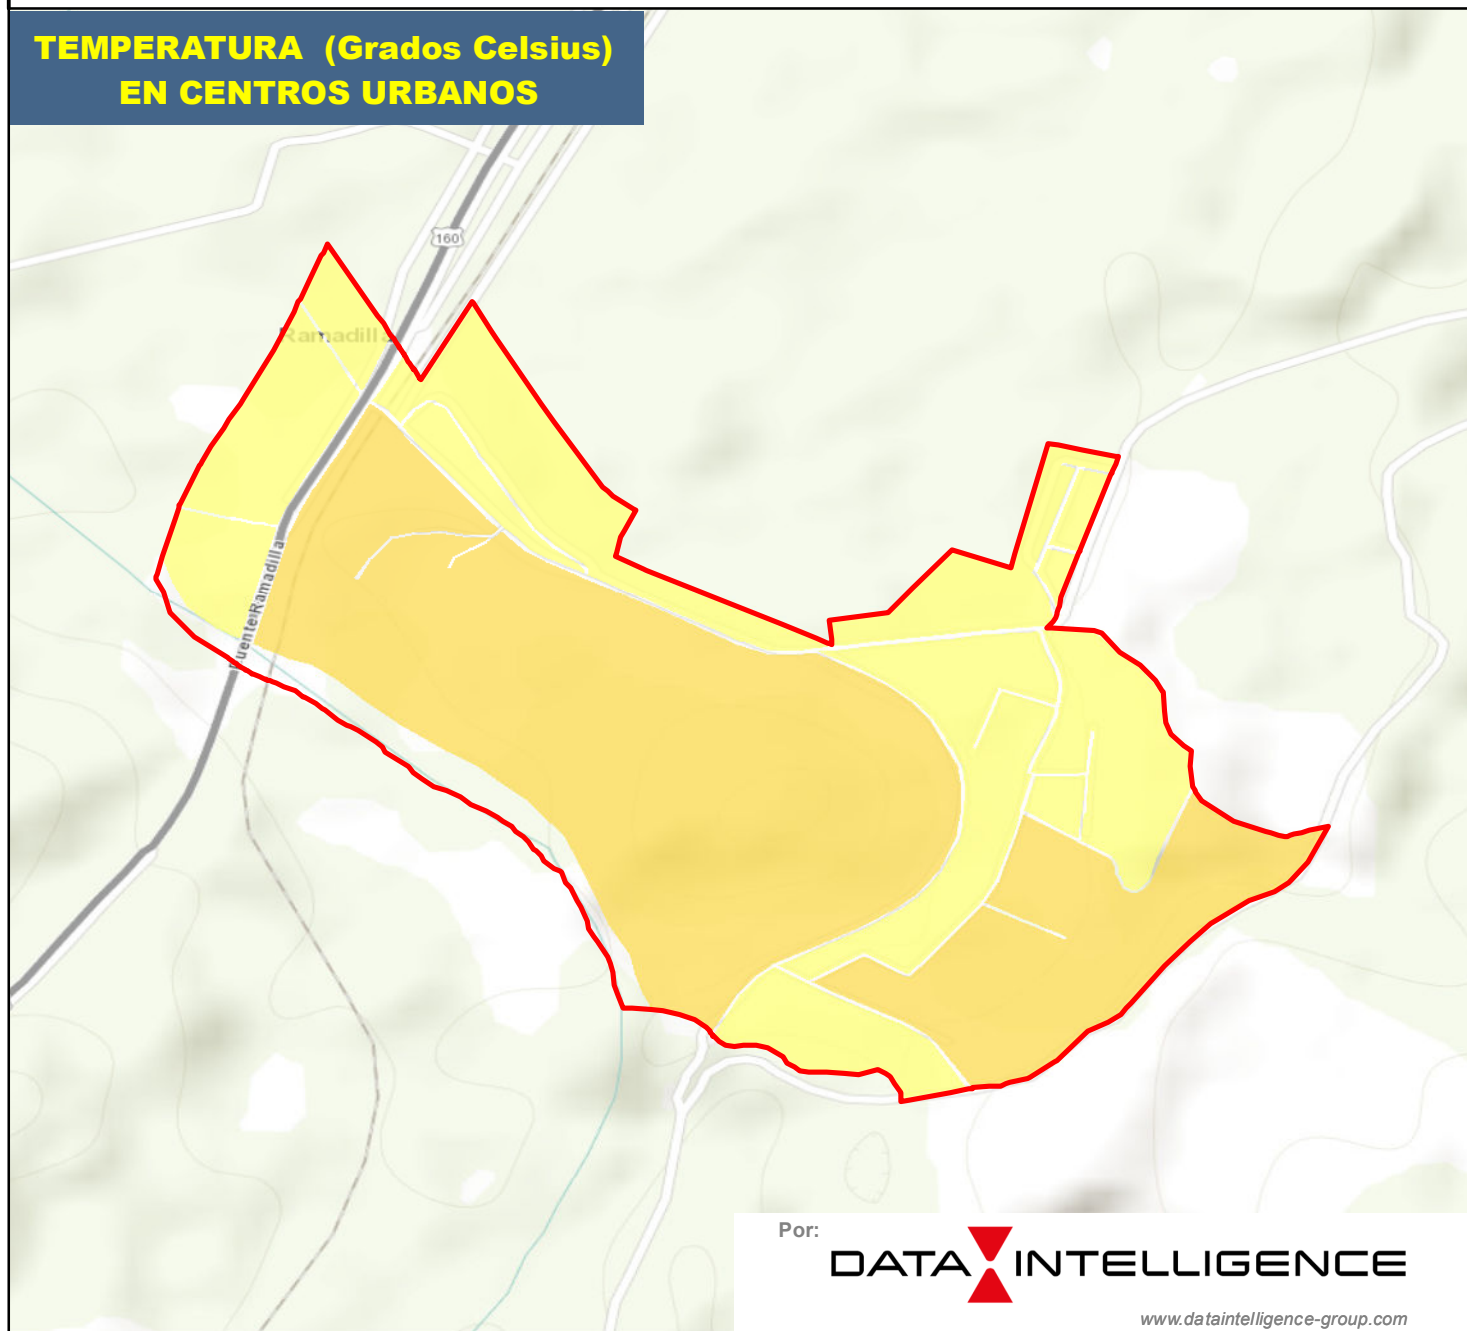 TEMPERATURA (Grados Celsius)
EN CENTROS URBANOS
160
Ramadilla
Puente Ramadilla
Por:
DATA INTELLIGENCE
www.dataintelligence-group.com